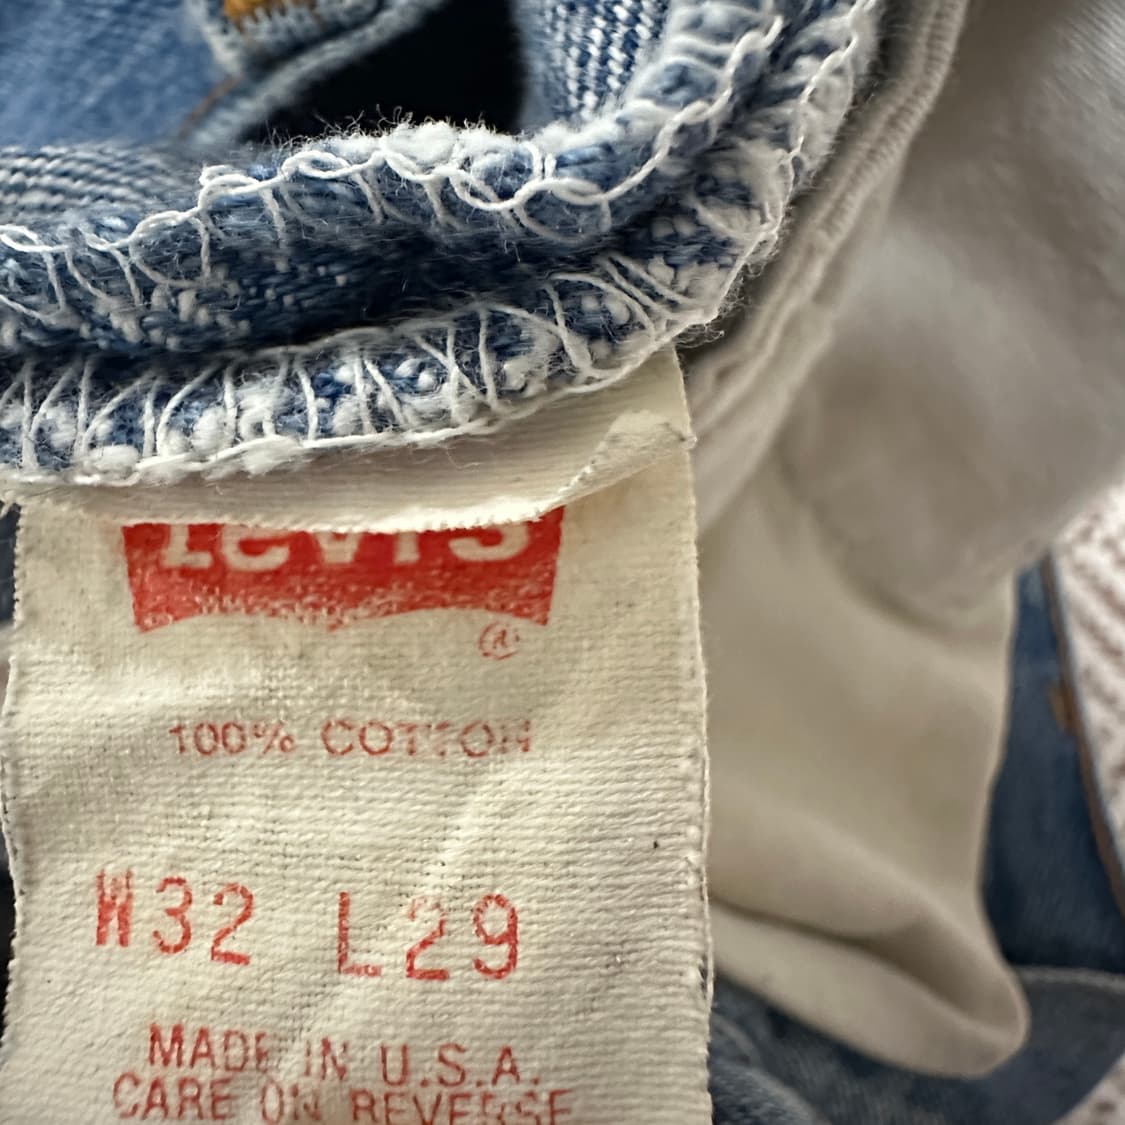 Levi's
®
100% COTTON
W32 L29
MADE IN U.S.A.
CARE ON REVERSE